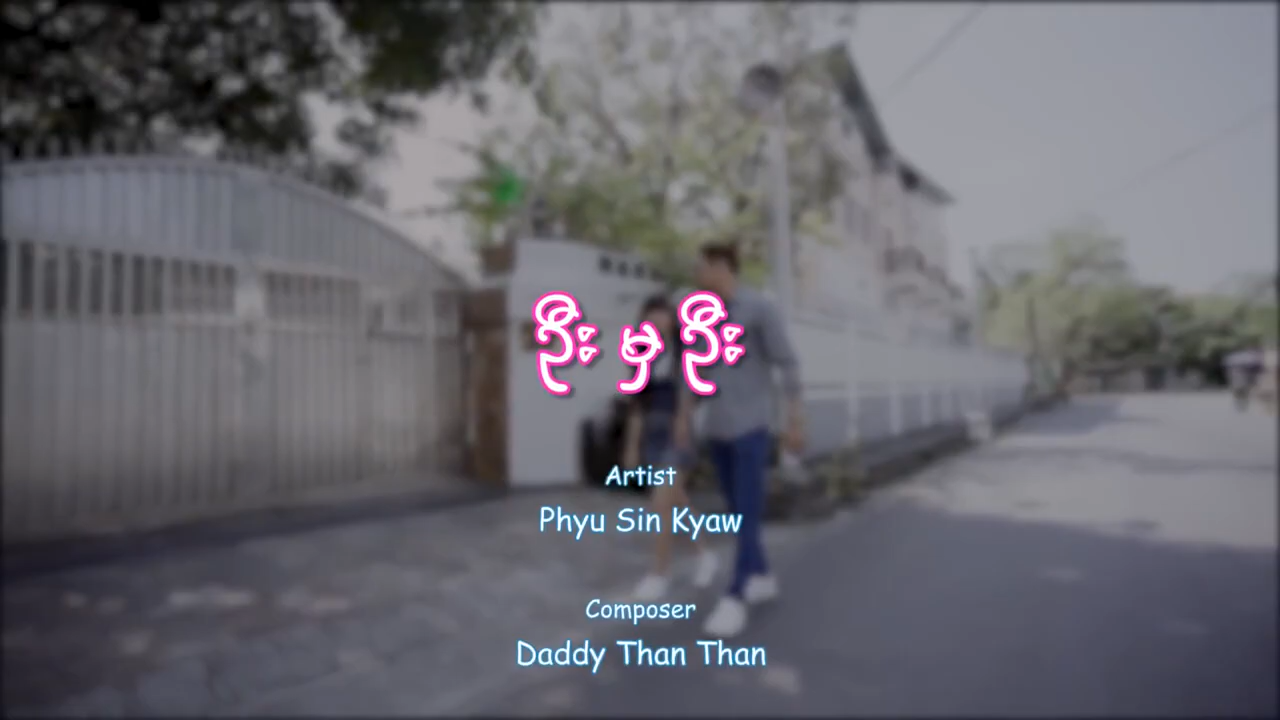 ဦး မှ ဦး
Artist
Phyu Sin Kyaw
Composer
Daddy Than Than